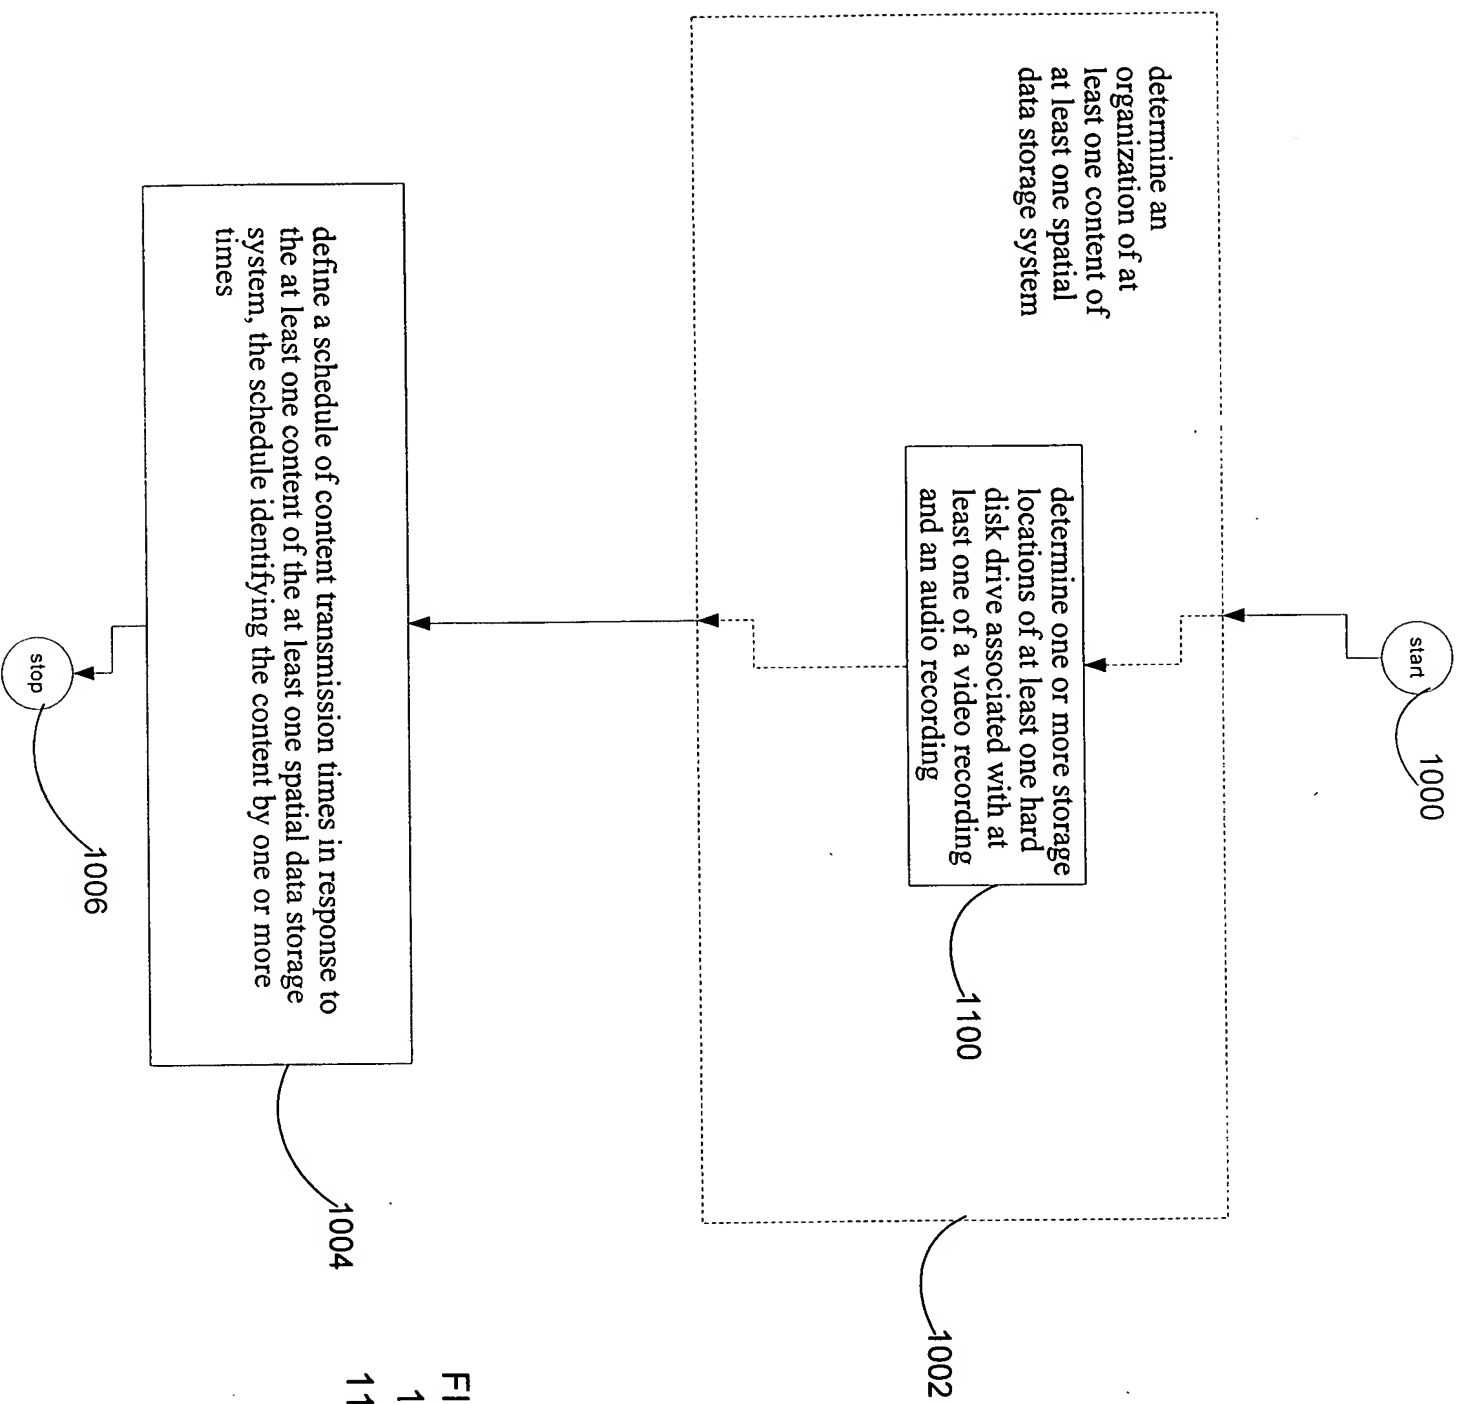 start
1000
determine an
organization of at
least one content of
at least one spatial
data storage system
determine one or more storage
locations of at least one hard
disk drive associated with at
least one of a video recording
and an audio recording
1100
1002
define a schedule of content transmission times in response to
the at least one content of the at least one spatial data storage
system, the schedule identifying the content by one or more
times
1004
stop
1006